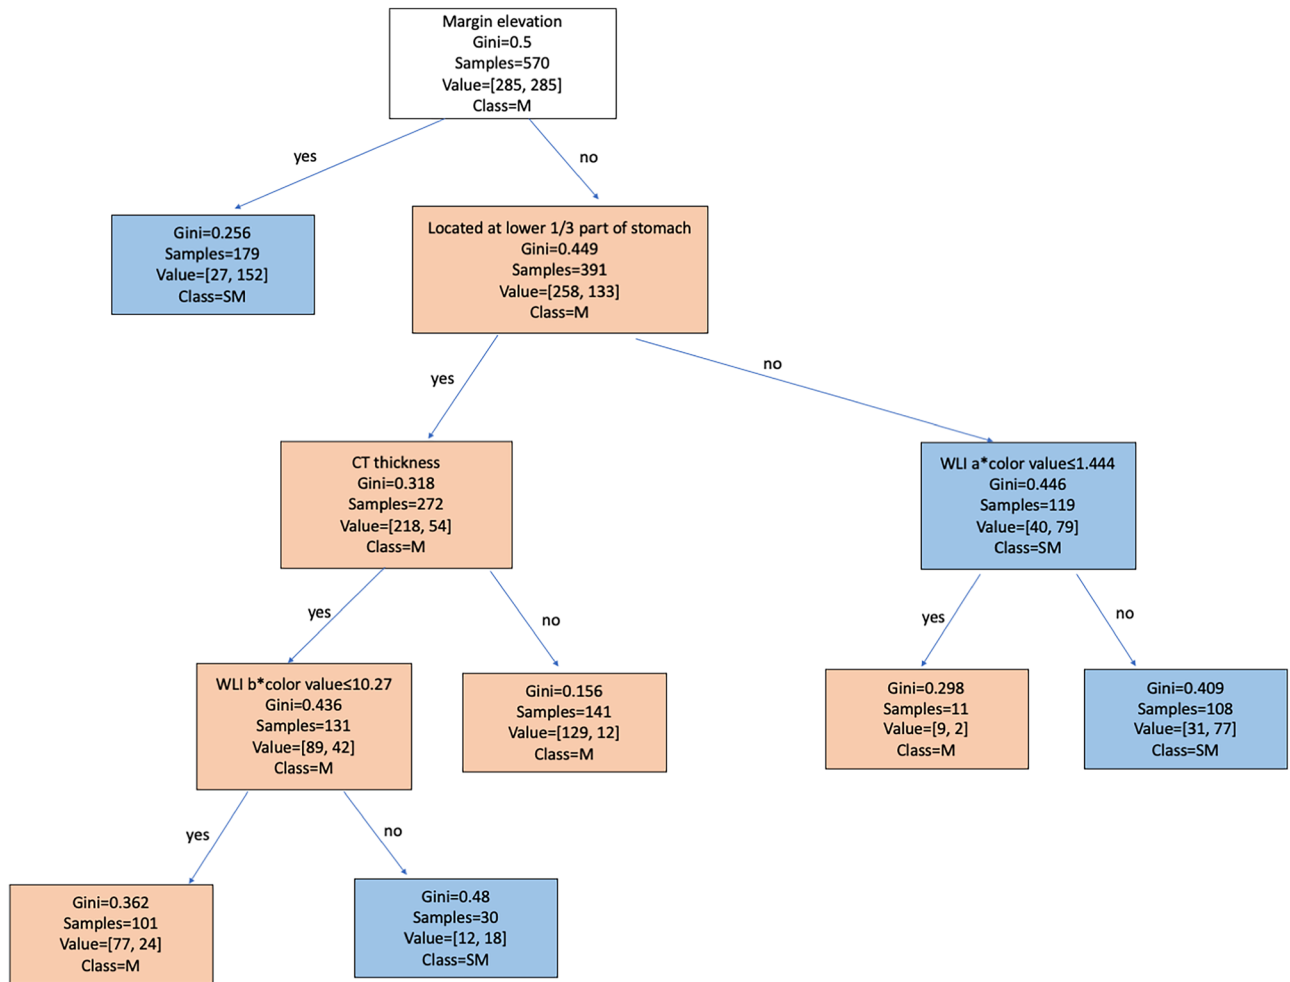 Margin elevation
Gini=0.5
Samples=570
Value=[285, 285]
Class=M
yes
no
Gini=0.256
Samples=179
Value=[27, 152]
Class=SM
Located at lower 1/3 part of stomach
Gini=0.449
Samples=391
Value=[258, 133]
Class=M
yes
no
CT thickness
Gini=0.318
Samples=272
Value=[218, 54]
Class=M
WLI a*color value≤1.444
Gini=0.446
Samples=119
Value=[40, 79]
Class=SM
yes
no
yes
no
WLI b*color value≤10.27
Gini=0.436
Samples=131
Value=[89, 42]
Class=M
Gini=0.156
Samples=141
Value=[129, 12]
Class=M
Gini=0.298
Samples=11
Value=[9, 2]
Class=M
Gini=0.409
Samples=108
Value=[31, 77]
Class=SM
yes
no
Gini=0.362
Samples=101
Value=[77, 24]
Class=M
Gini=0.48
Samples=30
Value=[12, 18]
Class=SM